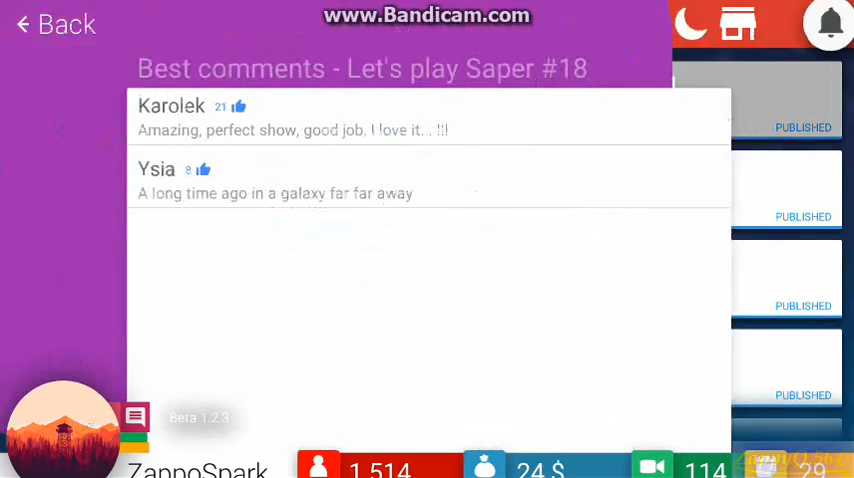 www.Bandicam.com
Back
Best comments - Let's play Saper #18
Karolek 21
Amazing, perfect show, good job. I love it. . !!!
PUBLISHED
Ysia 8
A long time ago in a galaxy far far away
PUBLISHED
PUBLISHED
PUBLISHED
Beta 1.2.3
ZappoSpark
1 514
24 $
114
29